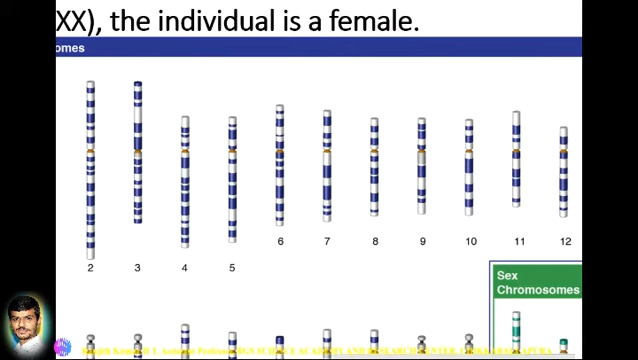 XX), the individual is a female.
omes
2 3 4 5 6 7 8 9 10 11 12
Sex
Chromosomes